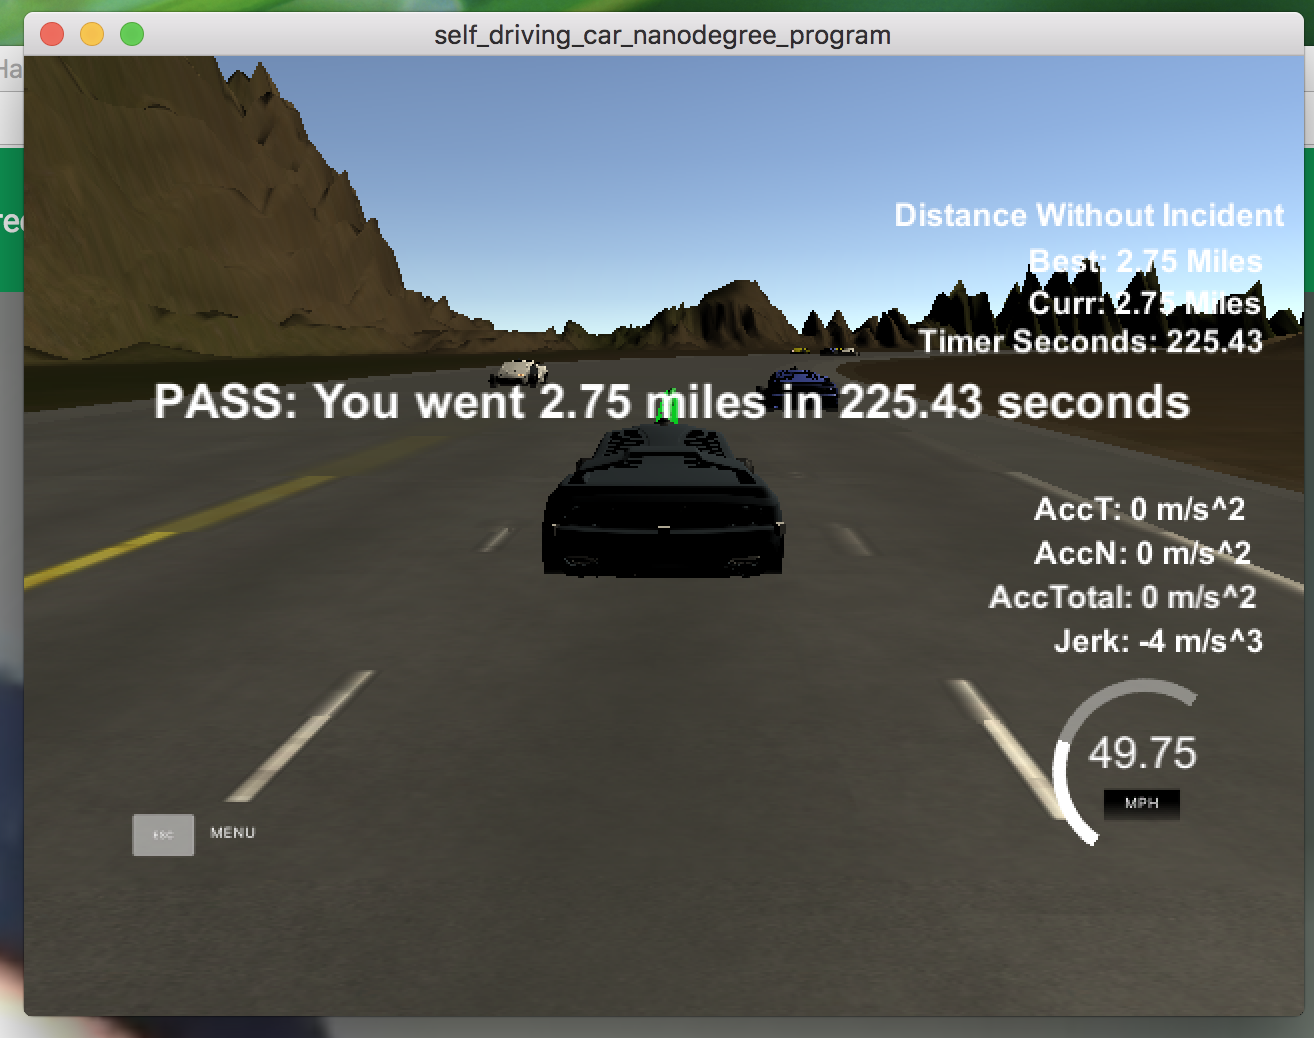 self_driving_car_nanodegree_program
Ha
Distance Without Incident
Best: 2.75 Miles
Curr: 2.75 Miles
Timer Seconds: 225.43
PASS: You went 2.75 miles in 225.43 seconds
AccT: 0 m/s^2
AccN: 0 m/s^2
AccTotal: 0 m/s^2
Jerk: -4 m/s^3
49.75
MPH
ESC MENU